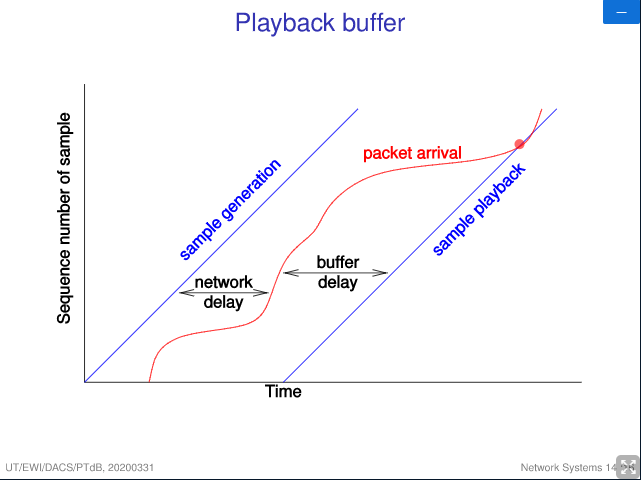 Playback buffer
Sequence number of sample
sample generation
packet arrival
sample playback
network
delay
buffer
delay
Time
UT/EWI/DACS/PTdB, 20200331
Network Systems 14